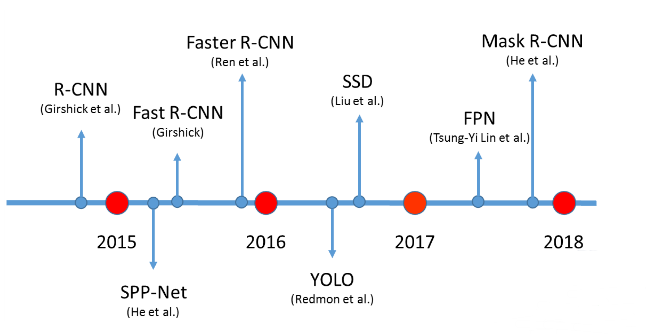 R-CNN
(Girshick et al.)
Fast R-CNN
(Girshick)
Faster R-CNN
(Ren et al.)
SSD
(Liu et al.)
FPN
(Tsung-Yi Lin et al.)
Mask R-CNN
(He et al.)
2015
2016
2017
2018
SPP-Net
(He et al.)
YOLO
(Redmon et al.)